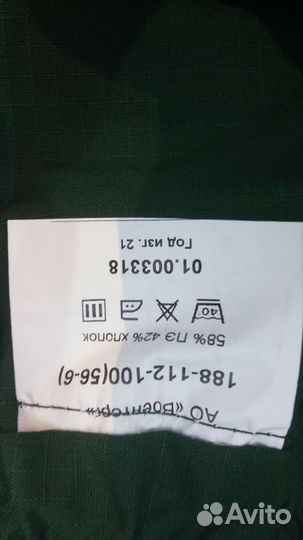 АО «Военторг»
188-112-100(56-6)
58% ПЭ 42% ХЛОПОК
40
01.003318
Год изг. 21
Avito